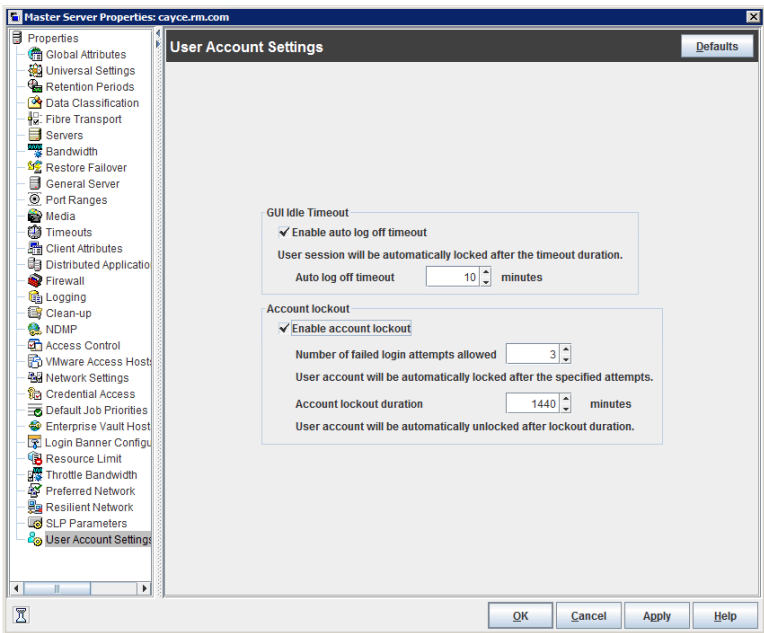 Master Server Properties: cayce.rm.com
Properties
Global Attributes
Universal Settings
Retention Periods
Data Classification
Fibre Transport
Servers
Bandwidth
Restore Failover
General Server
Port Ranges
Media
Timeouts
Client Attributes
Distributed Applicatio
Firewall
Logging
Clean-up
NDMP
Access Control
VMware Access Hosts
Network Settings
Credential Access
Default Job Priorities
Enterprise Vault Host
Login Banner Configu
Resource Limit
Throttle Bandwidth
Preferred Network
Resilient Network
SLP Parameters
User Account Settings
User Account Settings
Defaults
GUI Idle Timeout
Enable auto log off timeout
User session will be automatically locked after the timeout duration.
Auto log off timeout 10 minutes
Account lockout
Enable account lockout
Number of failed login attempts allowed 3
User account will be automatically locked after the specified attempts.
Account lockout duration 1440 minutes
User account will be automatically unlocked after lockout duration.
OK Cancel Apply Help